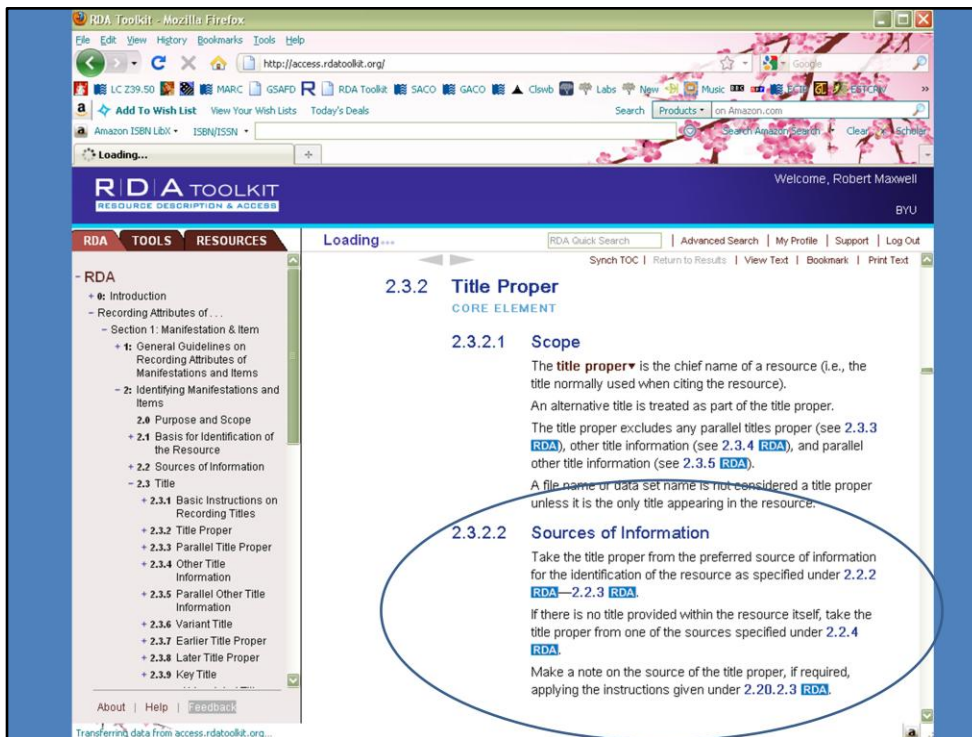 RDA Toolkit - Mozilla Firefox
File Edit View History Bookmarks Tools Help
http://access.rdatoolkit.org/
Google
LC Z39.50 MARC GSAFD RDA Toolkit SACO GACO Clswb Labs New Music
Add To Wish List View Your Wish Lists Today's Deals Search Products on Amazon.com
Amazon ISBN LibX ISBN/ISSN Search Amazon Search Clear Scholar
Loading...
RDA TOOLKIT
RESOURCE DESCRIPTION & ACCESS
Welcome, Robert Maxwell
BYU
RDA TOOLS RESOURCES
Loading...
RDA Quick Search | Advanced Search | My Profile | Support | Log Out
Synch TOC | Return to Results | View Text | Bookmark | Print Text
- RDA
+ 0: Introduction
- Recording Attributes of . . .
- Section 1: Manifestation & Item
+ 1: General Guidelines on
Recording Attributes of
Manifestations and Items
- 2: Identifying Manifestations and
Items
2.0 Purpose and Scope
+ 2.1 Basis for Identification of
the Resource
+ 2.2 Sources of Information
- 2.3 Title
+ 2.3.1 Basic Instructions on
Recording Titles
+ 2.3.2 Title Proper
+ 2.3.3 Parallel Title Proper
+ 2.3.4 Other Title
Information
+ 2.3.5 Parallel Other Title
Information
+ 2.3.6 Variant Title
+ 2.3.7 Earlier Title Proper
+ 2.3.8 Later Title Proper
+ 2.3.9 Key Title
About | Help | Feedback
2.3.2 Title Proper
CORE ELEMENT
2.3.2.1 Scope
The title proper▾ is the chief name of a resource (i.e., the
title normally used when citing the resource).
An alternative title is treated as part of the title proper.
The title proper excludes any parallel titles proper (see 2.3.3
RDA), other title information (see 2.3.4 RDA), and parallel
other title information (see 2.3.5 RDA).
A file name or data set name is not considered a title proper
unless it is the only title appearing in the resource.
2.3.2.2 Sources of Information
Take the title proper from the preferred source of information
for the identification of the resource as specified under 2.2.2
RDA—2.2.3 RDA.
If there is no title provided within the resource itself, take the
title proper from one of the sources specified under 2.2.4
RDA.
Make a note on the source of the title proper, if required,
applying the instructions given under 2.20.2.3 RDA.
Transferring data from access.rdatoolkit.org...